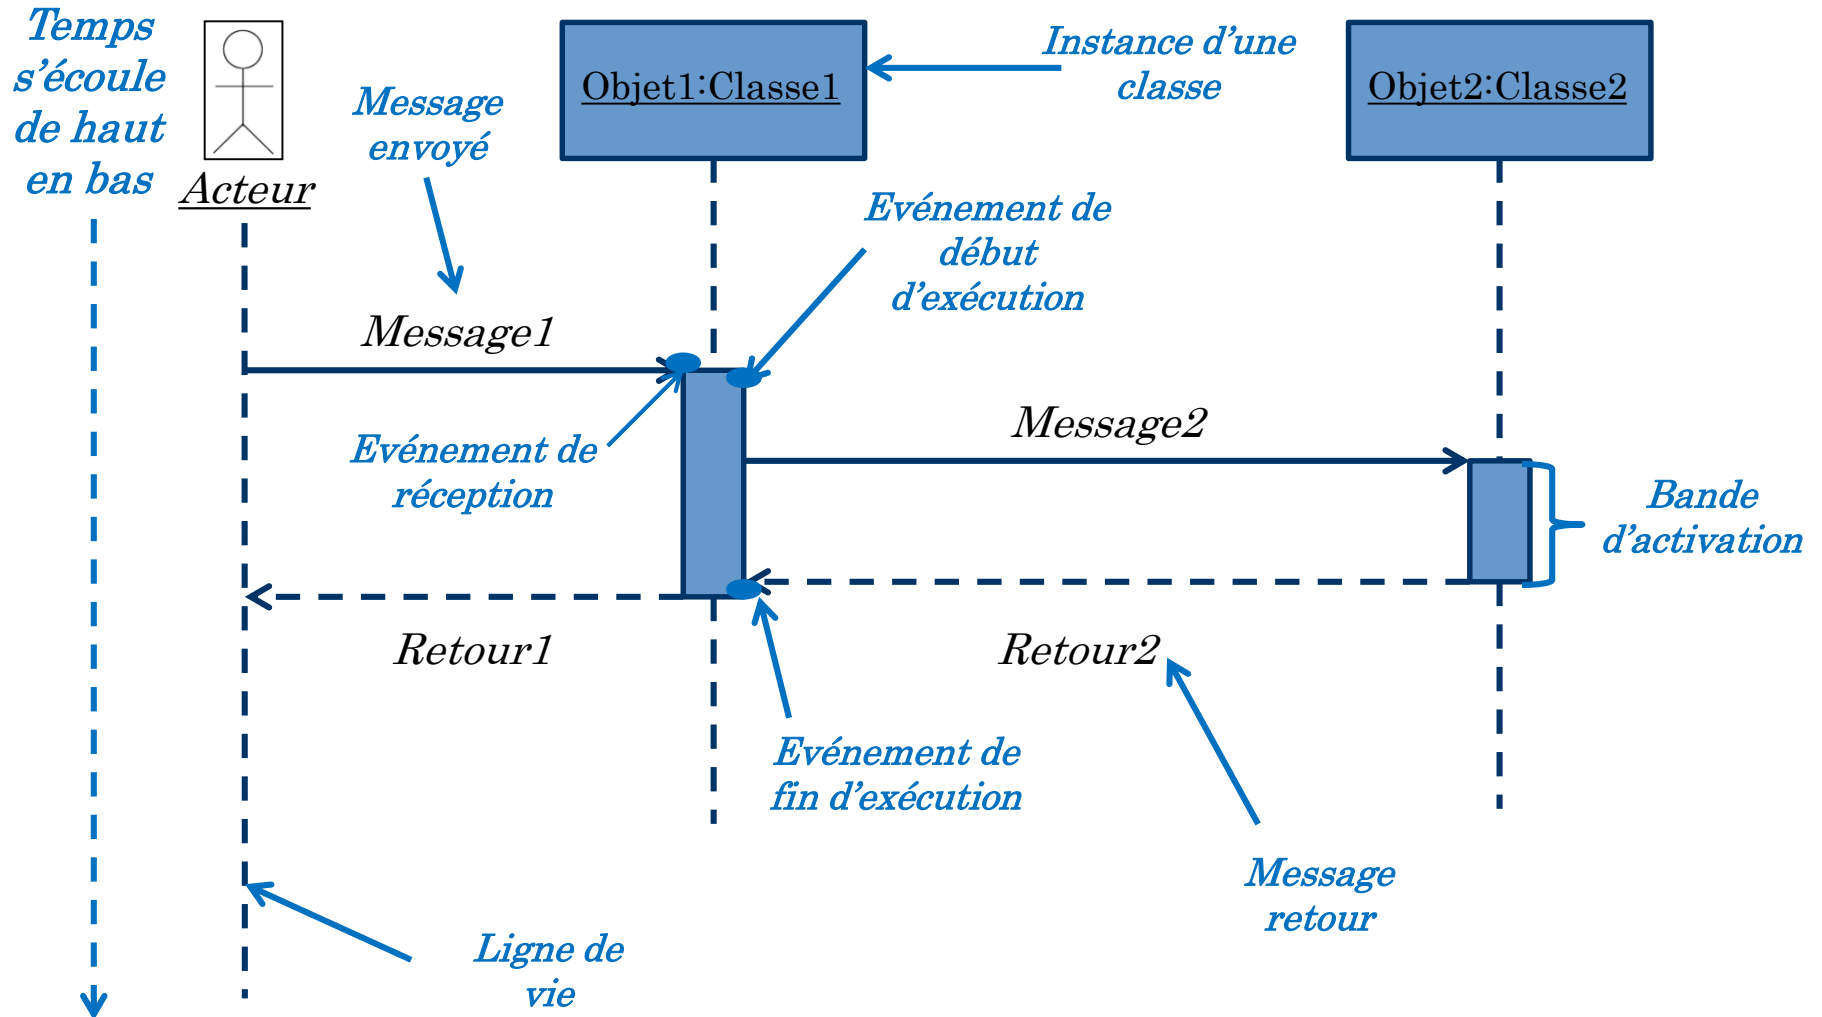 Temps
s'écoule
de haut
en bas
Acteur
Message
envoyé
Objet1:Classe1
Instance d'une
classe
Objet2:Classe2
Evénement de
début
d'exécution
Message1
Message2
Evénement de
réception
Bande
d'activation
Retour1
Retour2
Evénement de
fin d'exécution
Message
retour
Ligne de
vie